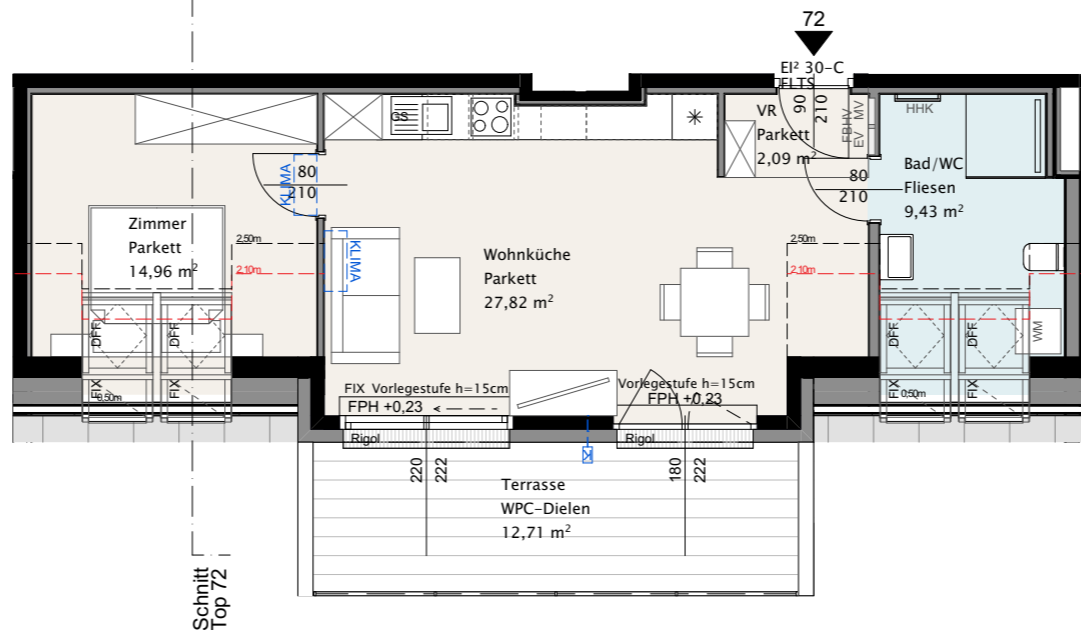 72
EI² 30-C
ELTS
90
210
FBHV
EV MV
HHK
VR
Parkett
2,09 m²
GS
80
210
KLIMA
80
210
Bad/WC
Fliesen
9,43 m²
Zimmer
Parkett
14,96 m²
2,50m
2,10m
KLIMA
Wohnküche
Parkett
27,82 m²
2,50m
2,10m
DFF
DFF
FIX
FIX
0,50m
DFF
DFF
WM
FIX
FIX
0,50m
FIX Vorlegestufe h=15cm
FPH +0,23
Vorlegestufe h=15cm
FPH +0,23
Rigol
Rigol
K
220
222
180
222
Terrasse
WPC-Dielen
12,71 m²
Schnitt
Top 72